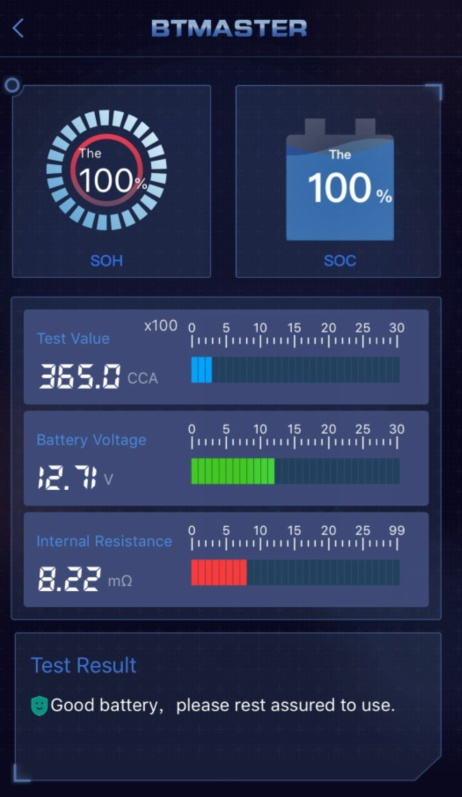 BTMASTER
The
100%
SOH
The
100 %
SOC
Test Value
x100
0 5 10 15 20 25 30
365.0 CCA
Battery Voltage
0 5 10 15 20 25 30
12.71 V
Internal Resistance
0 5 10 15 20 25 99
8.22 mΩ
Test Result
Good battery, please rest assured to use.